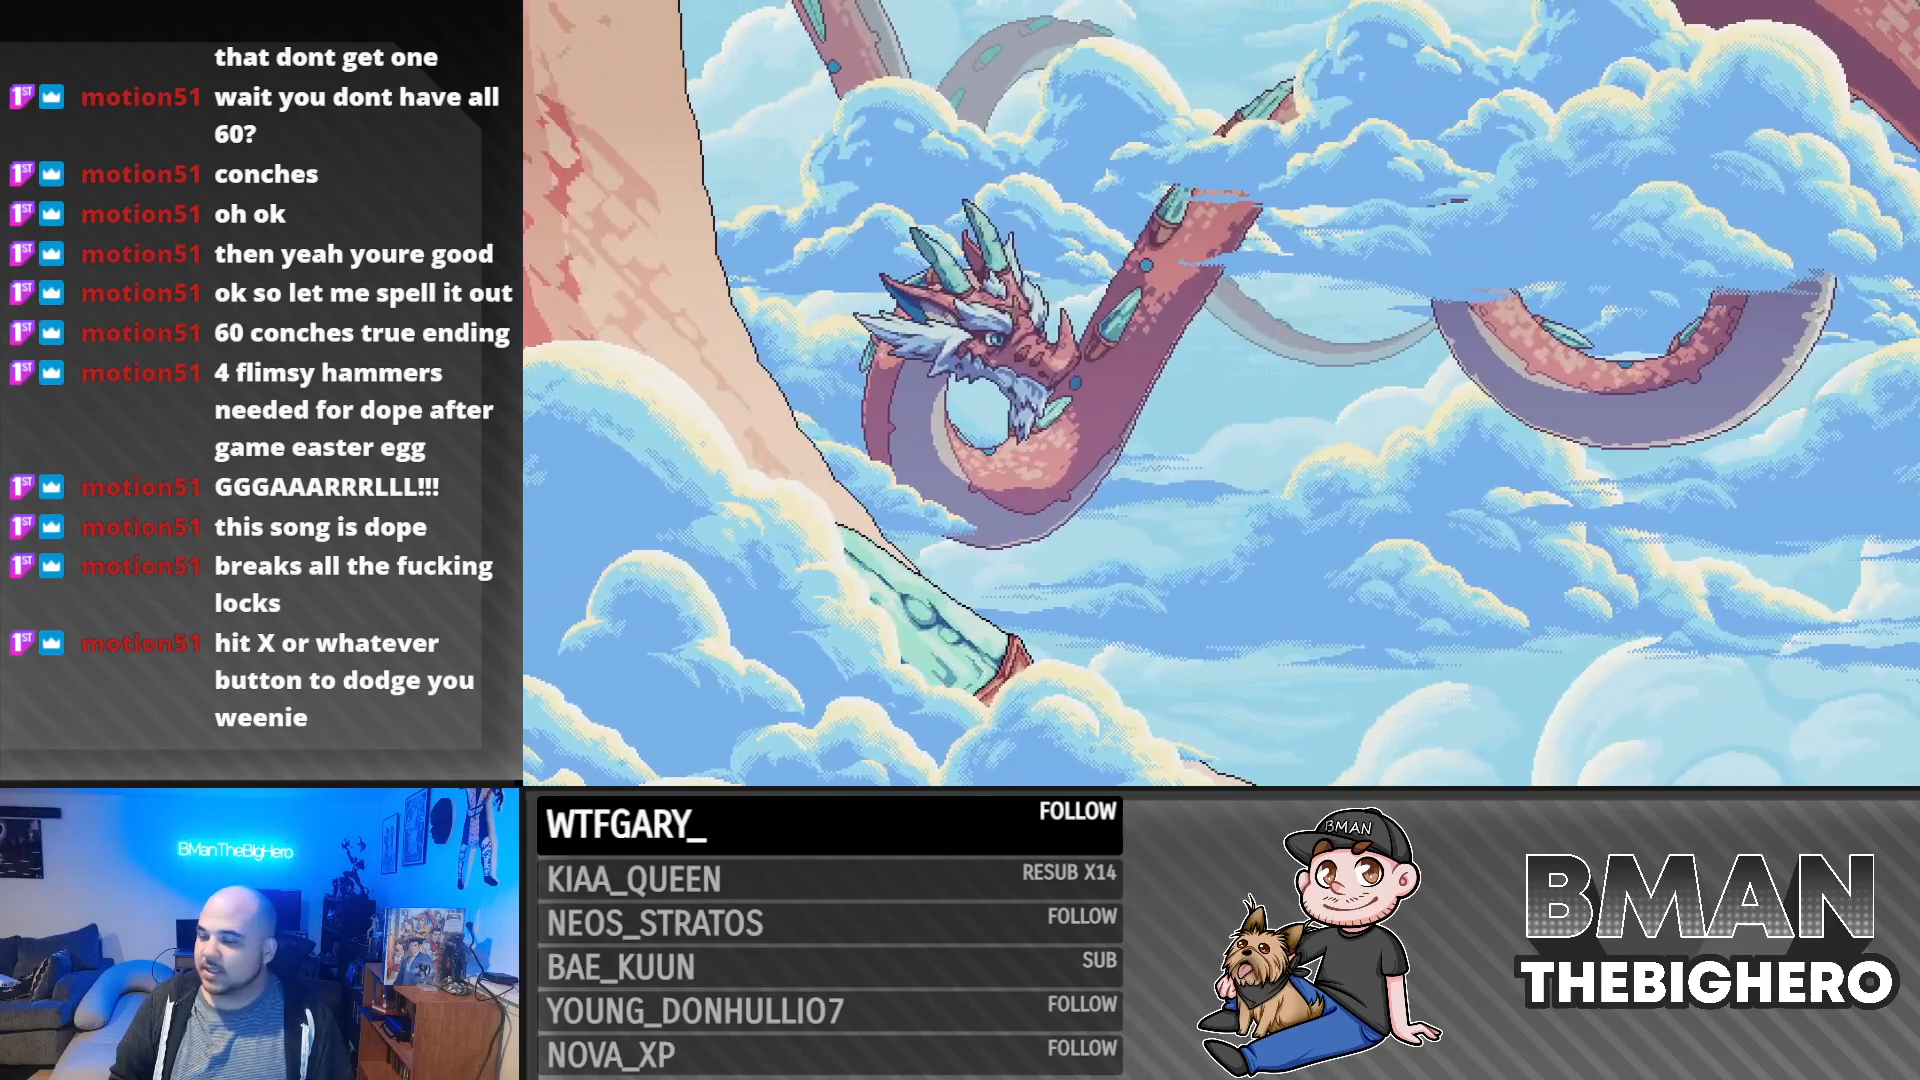 that dont get one
motion51 wait you dont have all
60?
motion51 conches
motion51 oh ok
motion51 then yeah youre good
motion51 ok so let me spell it out
motion51 60 conches true ending
motion51 4 flimsy hammers
needed for dope after
game easter egg
motion51 GGGAAARRRLLL!!!
motion51 this song is dope
motion51 breaks all the fucking
locks
motion51 hit X or whatever
button to dodge you
weenie
BManTheBigHero
WTFGARY_ FOLLOW
KIAA_QUEEN RESUB X14
NEOS_STRATOS FOLLOW
BAE_KUUN SUB
YOUNG_DONHULLIO7 FOLLOW
NOVA_XP FOLLOW
BMAN
BMAN
THEBIGHERO